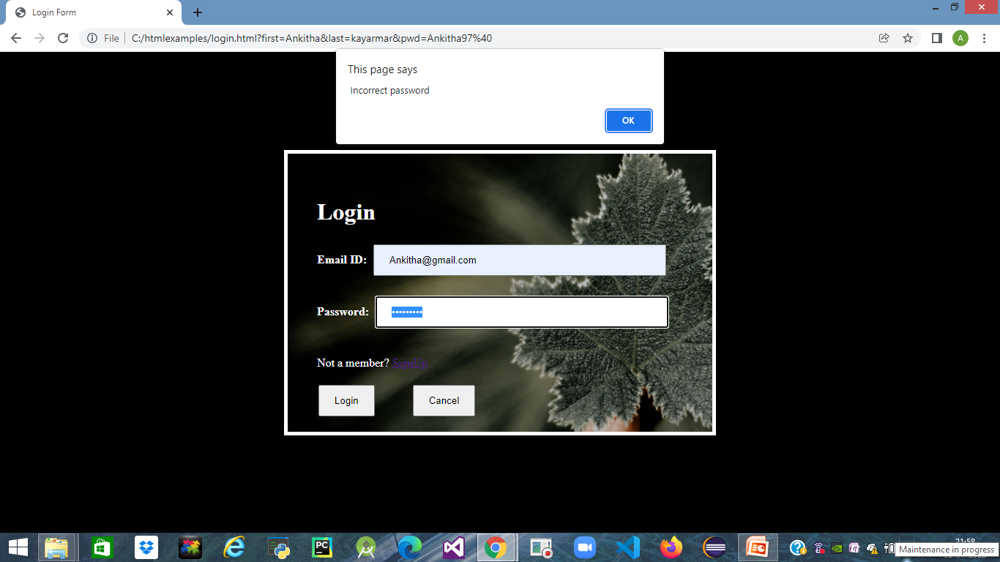 Login Form
File
C:/htmlexamples/login.html?first=Ankitha&last=kayarmar&pwd=Ankitha97%40
A
This page says
Incorrect password
OK
Login
Email ID: Ankitha@gmail.com
Password: •••••••••
Not a member? SignUp
Login Cancel
PC
21:58
Maintenance in progress